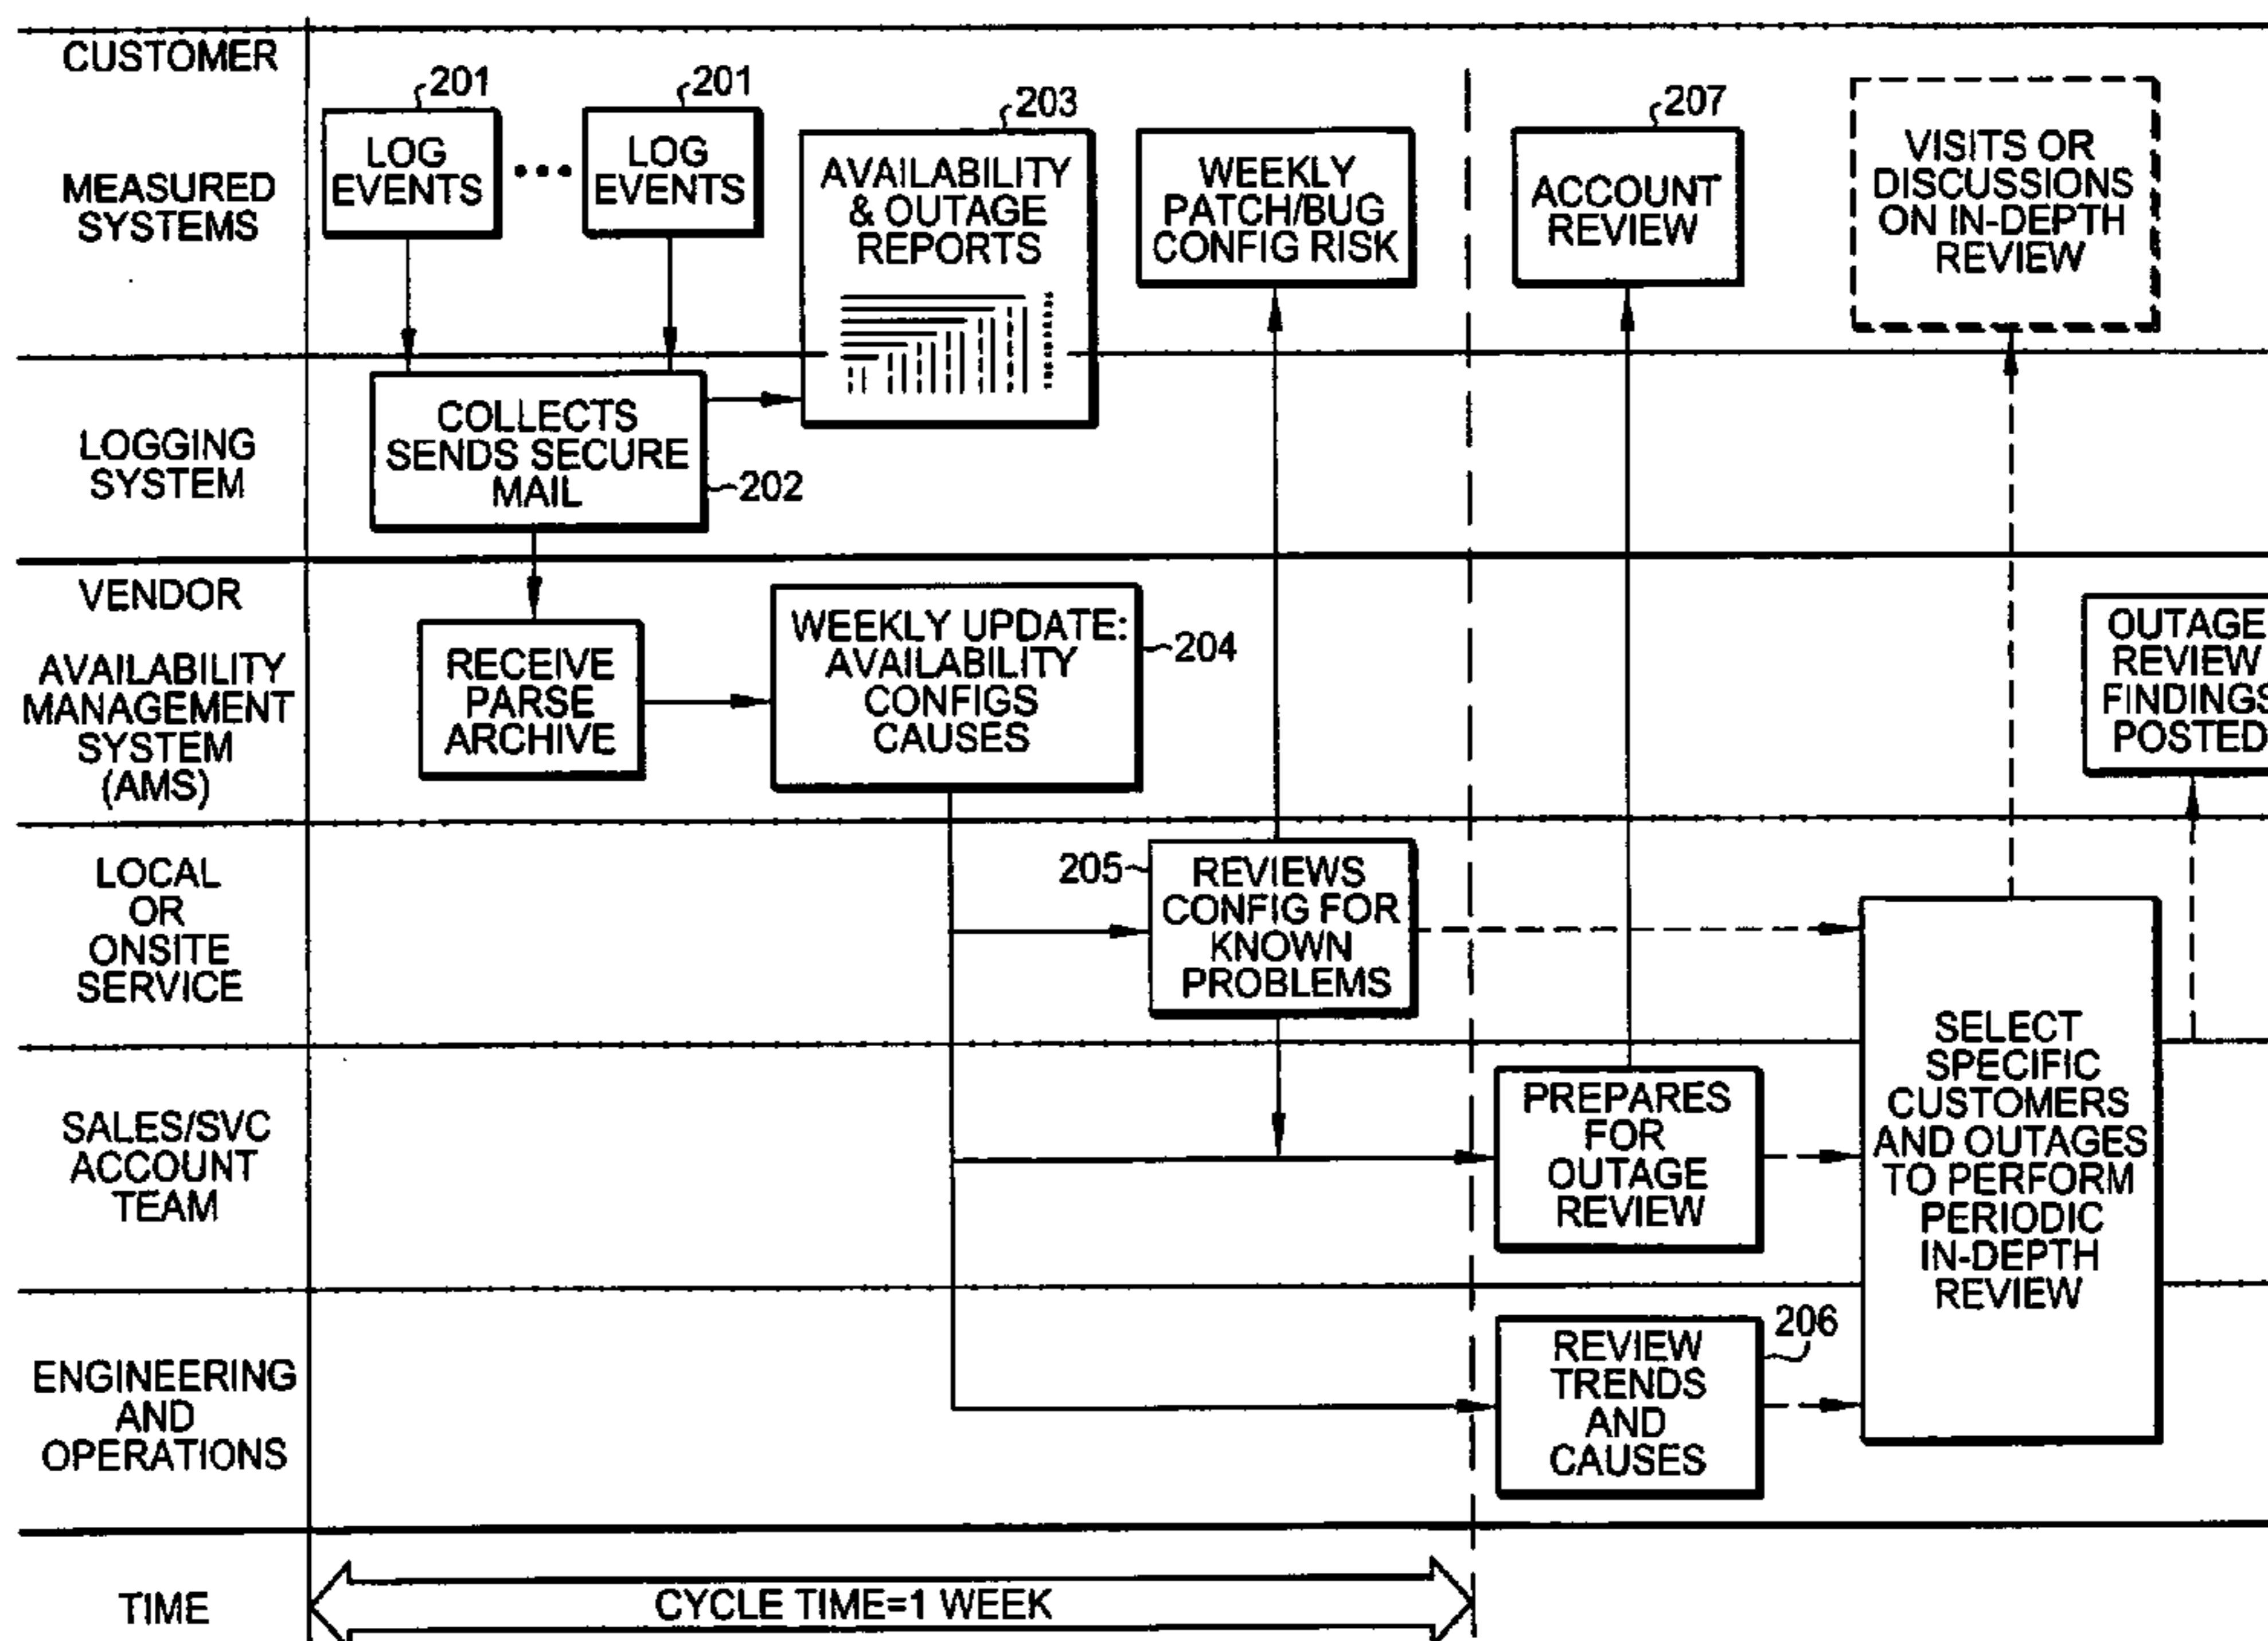 CUSTOMER
MEASURED
SYSTEMS
201
LOG
EVENTS
201
LOG
EVENTS
203
AVAILABILITY
& OUTAGE
REPORTS
WEEKLY
PATCH/BUG
CONFIG RISK
207
ACCOUNT
REVIEW
VISITS OR
DISCUSSIONS
ON IN-DEPTH
REVIEW
LOGGING
SYSTEM
COLLECTS
SENDS SECURE
MAIL
202
VENDOR
AVAILABILITY
MANAGEMENT
SYSTEM
(AMS)
RECEIVE
PARSE
ARCHIVE
WEEKLY UPDATE:
AVAILABILITY
CONFIGS
CAUSES
204
OUTAGE
REVIEW
FINDINGS
POSTED
LOCAL
OR
ONSITE
SERVICE
205
REVIEWS
CONFIG FOR
KNOWN
PROBLEMS
SELECT
SPECIFIC
CUSTOMERS
AND OUTAGES
TO PERFORM
PERIODIC
IN-DEPTH
REVIEW
SALES/SVC
ACCOUNT
TEAM
PREPARES
FOR
OUTAGE
REVIEW
ENGINEERING
AND
OPERATIONS
206
REVIEW
TRENDS
AND
CAUSES
TIME
CYCLE TIME=1 WEEK